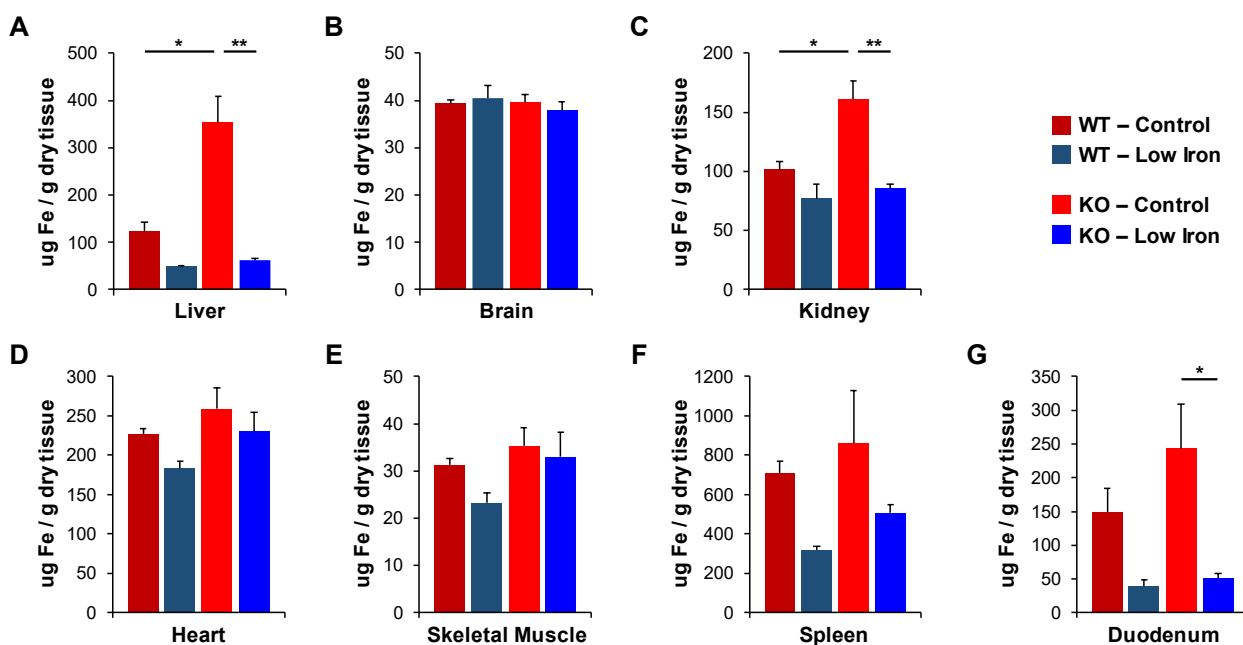 A
ug Fe / g dry tissue
500
400
300
200
100
0
*
**
Liver
B
ug Fe / g dry tissue
50
40
30
20
10
0
Brain
C
ug Fe / g dry tissue
200
150
100
50
0
*
**
Kidney
WT – Control
WT – Low Iron
KO – Control
KO – Low Iron
D
ug Fe / g dry tissue
300
250
200
150
100
50
0
Heart
E
ug Fe / g dry tissue
50
40
30
20
10
0
Skeletal Muscle
F
ug Fe / g dry tissue
1200
1000
800
600
400
200
0
Spleen
G
ug Fe / g dry tissue
350
300
250
200
150
100
50
0
*
Duodenum